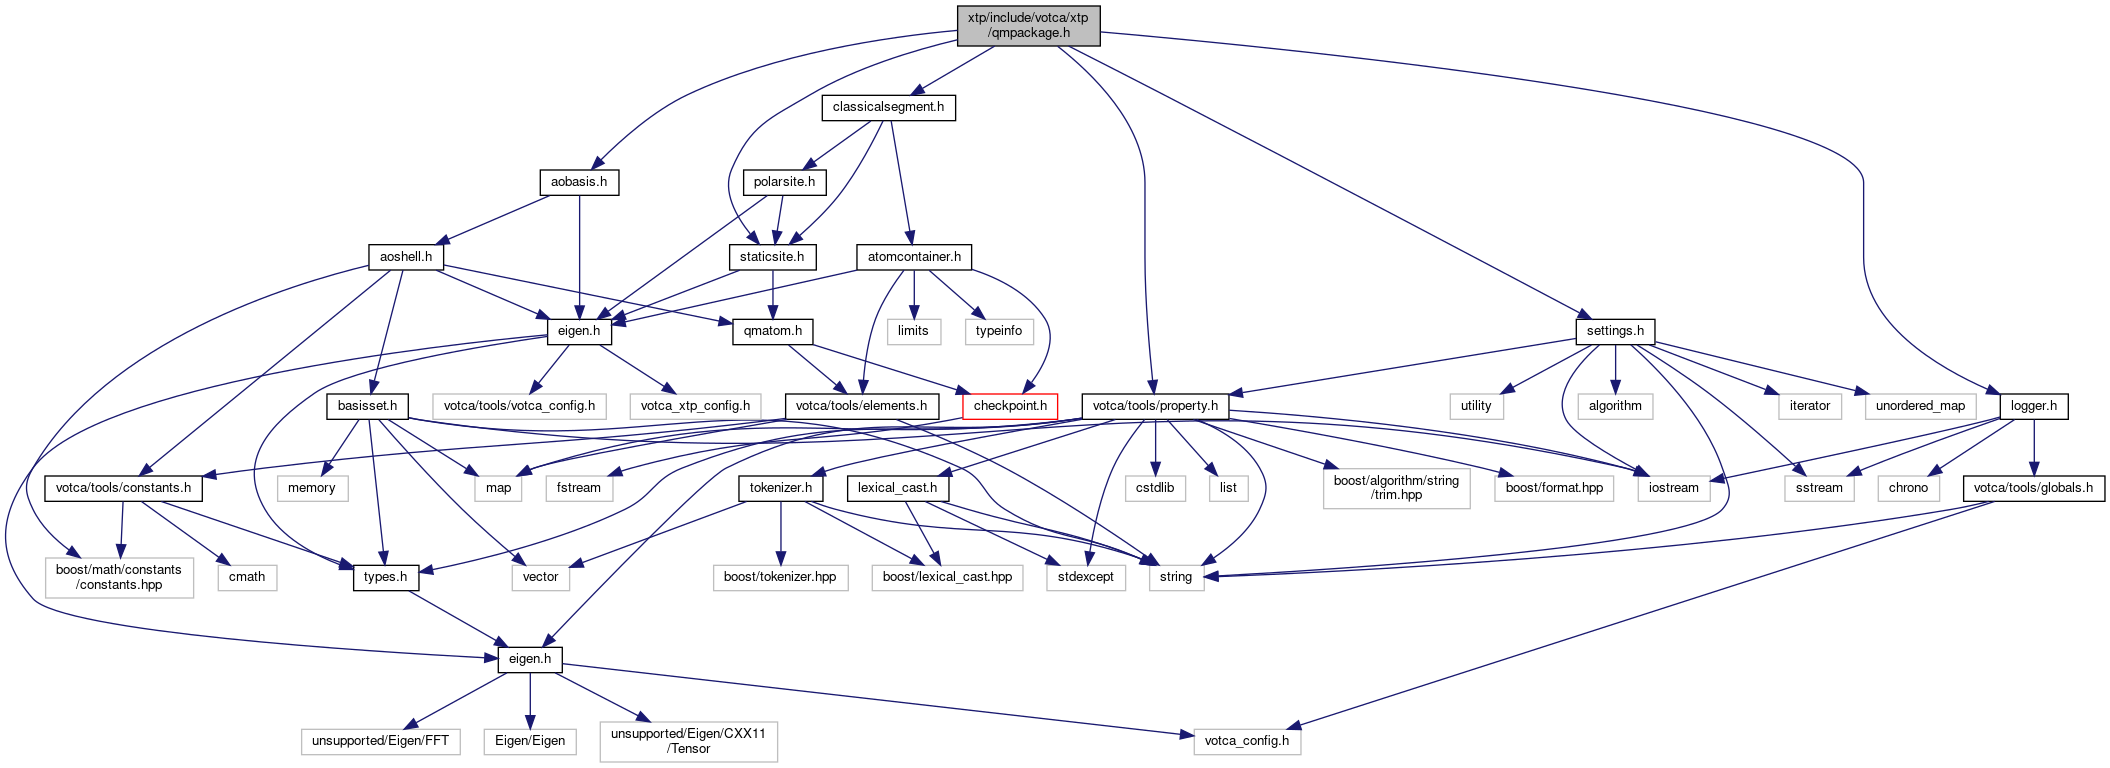 xtp/include/votca/xtp
/qmpackage.h
classicalsegment.h
aobasis.h
polarsite.h
aoshell.h
staticsite.h
atomcontainer.h
eigen.h
qmatom.h
limits
typeinfo
settings.h
basisset.h
votca/tools/votca_config.h
votca_xtp_config.h
votca/tools/elements.h
checkpoint.h
votca/tools/property.h
utility
algorithm
iterator
unordered_map
logger.h
votca/tools/constants.h
memory
map
fstream
tokenizer.h
lexical_cast.h
cstdlib
list
boost/algorithm/string
/trim.hpp
boost/format.hpp
iostream
sstream
chrono
votca/tools/globals.h
boost/math/constants
/constants.hpp
cmath
types.h
vector
boost/tokenizer.hpp
boost/lexical_cast.hpp
stdexcept
string
eigen.h
unsupported/Eigen/FFT
Eigen/Eigen
unsupported/Eigen/CXX11
/Tensor
votca_config.h